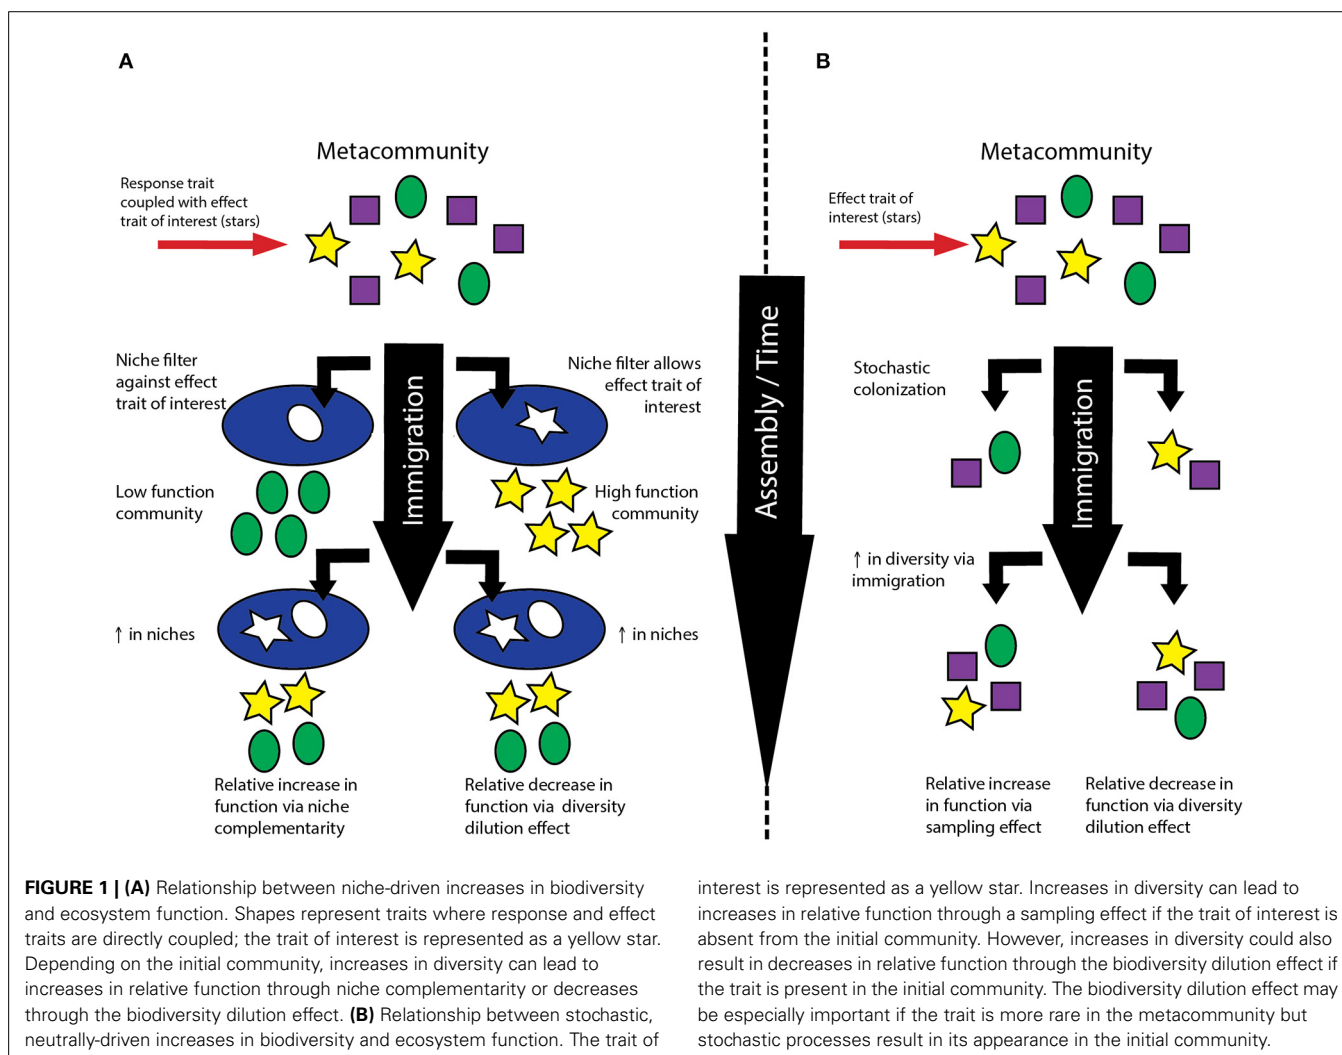 A
Metacommunity
Response trait
coupled with effect
trait of interest (stars)
Niche filter
against effect
trait of interest
Niche filter allows
effect trait of
interest
Immigration
Low function
community
High function
community
↑ in niches
↑ in niches
Relative increase in
function via niche
complementarity
Relative decrease in
function via diversity
dilution effect
Assembly / Time
B
Metacommunity
Effect trait of
interest (stars)
Stochastic
colonization
Immigration
↑ in diversity via
immigration
Relative increase
in function via
sampling effect
Relative decrease in
function via diversity
dilution effect
FIGURE 1 | (A) Relationship between niche-driven increases in biodiversity
and ecosystem function. Shapes represent traits where response and effect
traits are directly coupled; the trait of interest is represented as a yellow star.
Depending on the initial community, increases in diversity can lead to
increases in relative function through niche complementarity or decreases
through the biodiversity dilution effect. (B) Relationship between stochastic,
neutrally-driven increases in biodiversity and ecosystem function. The trait of
interest is represented as a yellow star. Increases in diversity can lead to
increases in relative function through a sampling effect if the trait of interest is
absent from the initial community. However, increases in diversity could also
result in decreases in relative function through the biodiversity dilution effect if
the trait is present in the initial community. The biodiversity dilution effect may
be especially important if the trait is more rare in the metacommunity but
stochastic processes result in its appearance in the initial community.